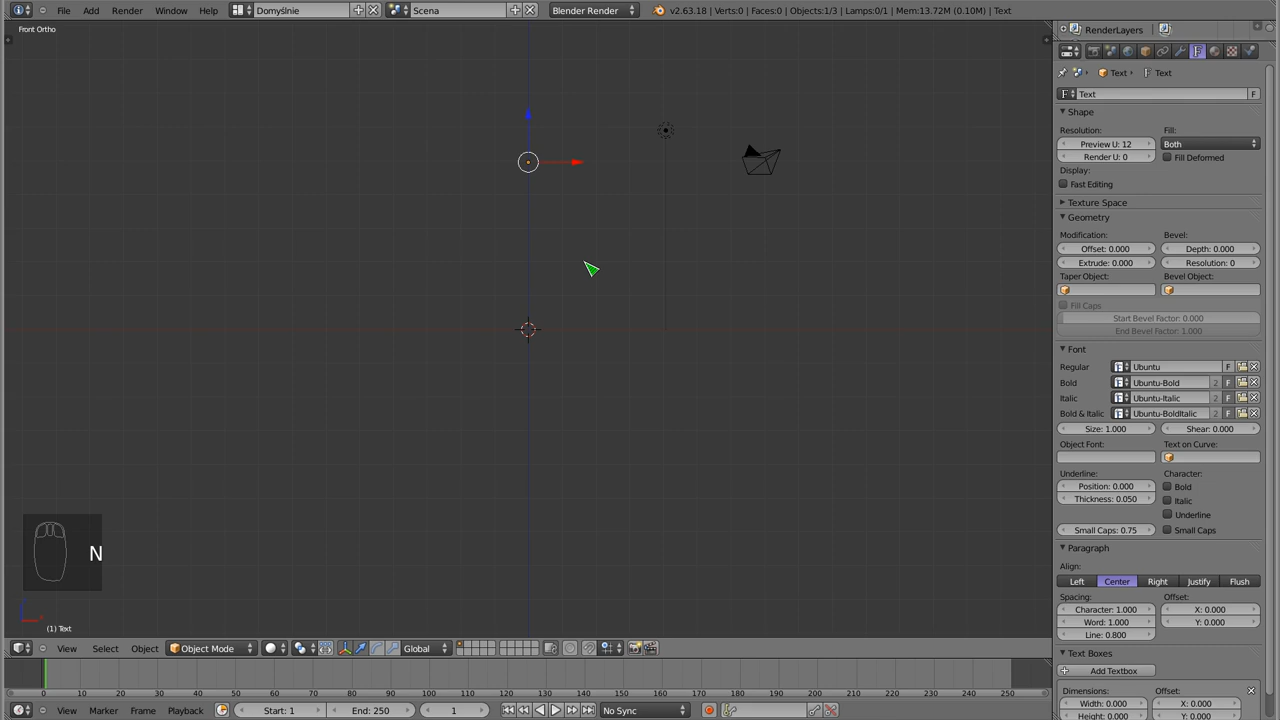 File Add Render Window Help Domyślnie Scena Blender Render v2.63.18 | Verts:0 | Faces:0 | Objects:1/3 | Lamps:0/1 | Mem:13.72M (0.10M) | Text
Front Ortho
RenderLayers
Text Text
F Text F
Shape
Resolution: Fill:
Preview U: 12 Both
Render U: 0 Fill Deformed
Display:
Fast Editing
Texture Space
Geometry
Modification: Bevel:
Offset: 0.000 Depth: 0.000
Extrude: 0.000 Resolution: 0
Taper Object: Bevel Object:
Fill Caps
Start Bevel Factor: 0.000
End Bevel Factor: 1.000
Font
Regular Ubuntu F
Bold Ubuntu-Bold 2 F
Italic Ubuntu-Italic 2 F
Bold & Italic Ubuntu-BoldItalic 2 F
Size: 1.000 Shear: 0.000
Object Font: Text on Curve:
Underline: Character:
Position: 0.000 Bold
Thickness: 0.050 Italic
Underline
Small Caps: 0.75 Small Caps
Paragraph
Align:
Left Center Right Justify Flush
Spacing: Offset:
Character: 1.000 X: 0.000
Word: 1.000 Y: 0.000
Line: 0.800
Text Boxes
Add Textbox
Dimensions: Offset:
Width: 0.000 X: 0.000
Height: 0.000 Y: 0.000
N
(1) Text
View Select Object Object Mode Global
0 10 20 30 40 50 60 70 80 90 100 110 120 130 140 150 160 170 180 190 200 210 220 230 240 250
View Marker Frame Playback Start: 1 End: 250 1 No Sync